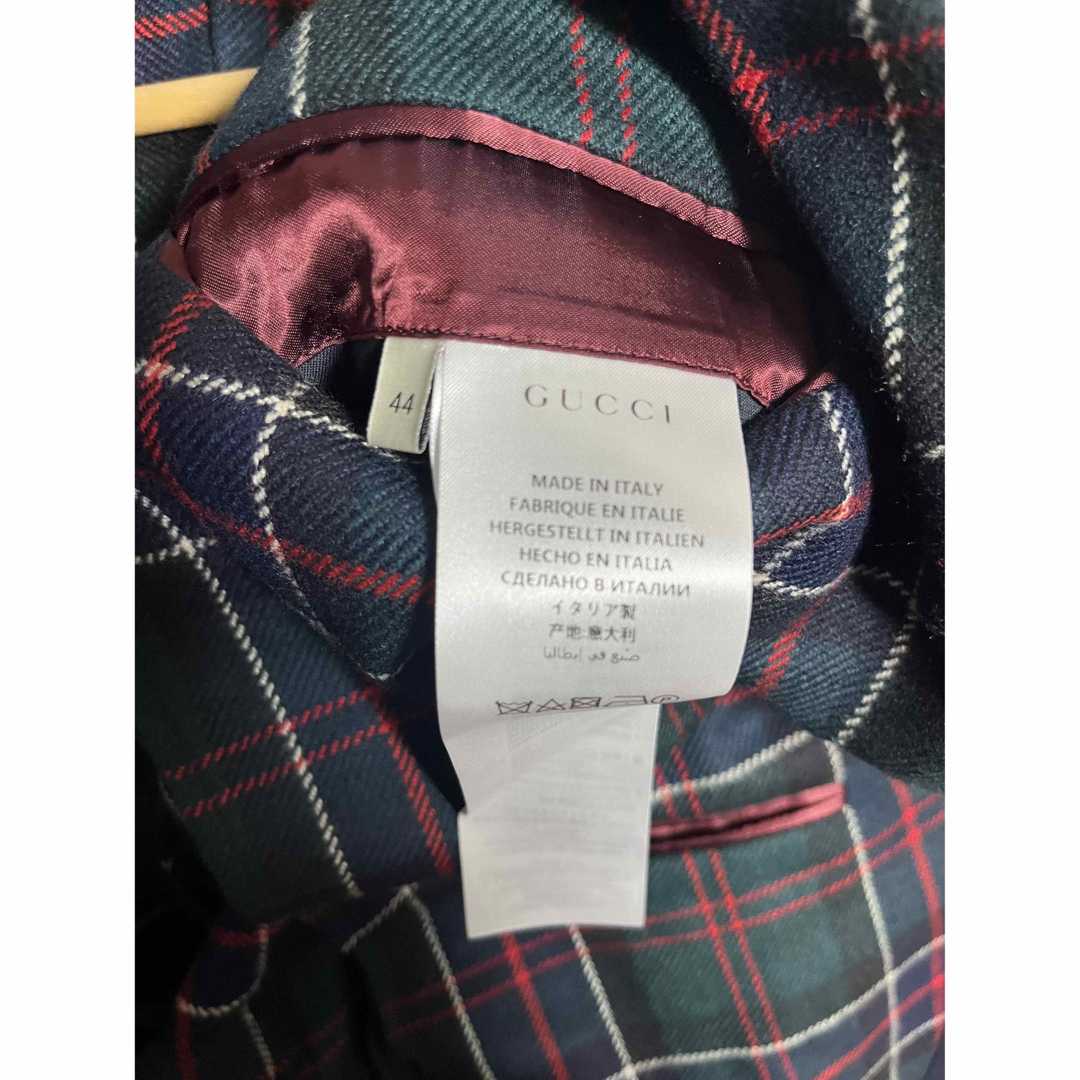 44
GUCCI
MADE IN ITALY
FABRIQUE EN ITALIE
HERGESTELLT IN ITALIEN
HECHO EN ITALIA
СДЕЛАНО В ИТАЛИИ
イタリア製
产地:意大利
صنع في إيطاليا